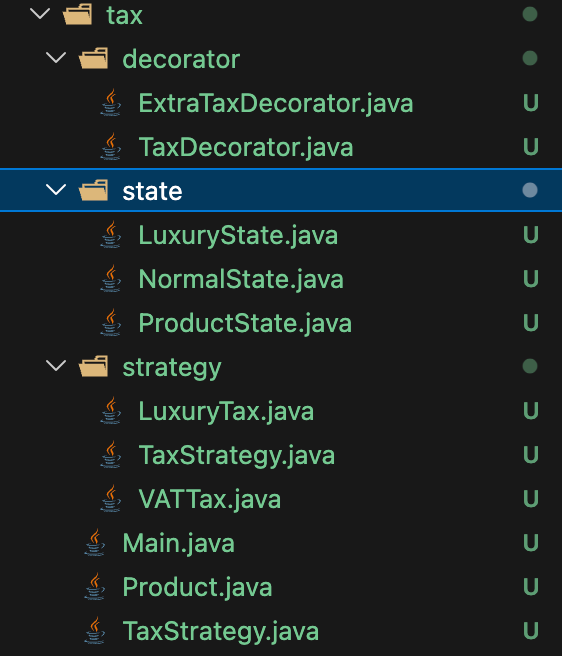 tax
decorator
ExtraTaxDecorator.java U
TaxDecorator.java U
state
LuxuryState.java U
NormalState.java U
ProductState.java U
strategy
LuxuryTax.java U
TaxStrategy.java U
VATTax.java U
Main.java U
Product.java U
TaxStrategy.java U